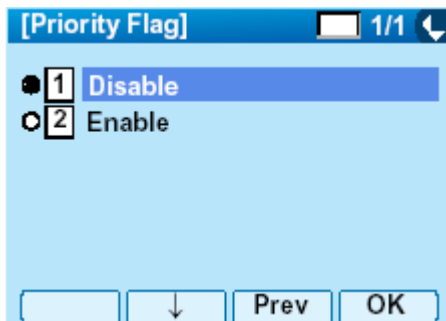 [Priority Flag] 1/1
1 Disable
2 Enable
↓ Prev OK